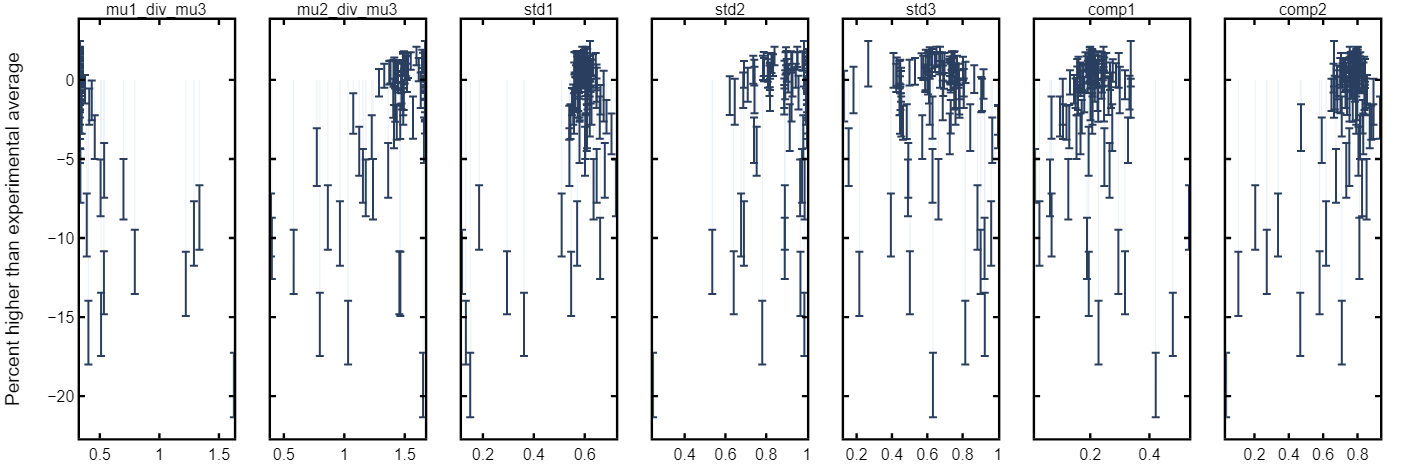 mu1_div_mu3 mu2_div_mu3 std1 std2 std3 comp1 comp2
Percent higher than experimental average
0
−5
−10
−15
−20
0.5 1 1.5 0.5 1 1.5 0.2 0.4 0.6 0.4 0.6 0.8 1 0.2 0.4 0.6 0.8 1 0.2 0.4 0.2 0.4 0.6 0.8